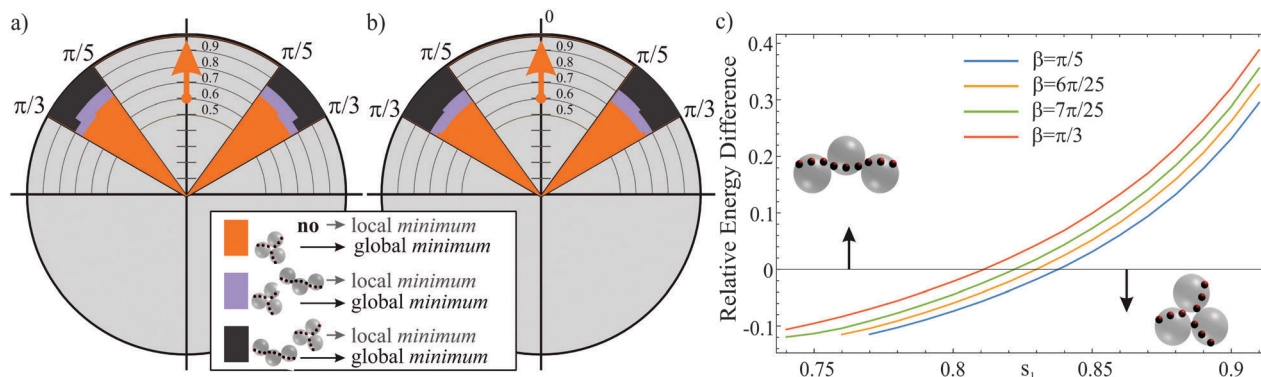 a)
π/5
π/5
π/3
π/3
0.9
0.8
0.7
0.6
0.5
b)
0
π/5
π/5
π/3
π/3
0.9
0.8
0.7
0.6
0.5
no local minimum
global minimum
local minimum
global minimum
local minimum
global minimum
c)
Relative Energy Difference
0.4
0.3
0.2
0.1
0
-0.1
β=π/5
β=6π/25
β=7π/25
β=π/3
0.75
0.8
s₁
0.85
0.9